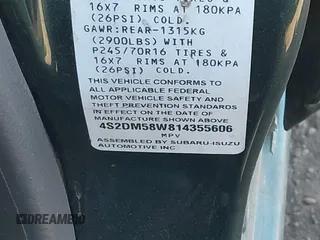 16x7 RIMS AT 180KPA
(26PSI) COLD.
GAWR:REAR-1315KG
(2900LBS) WITH
P245/70R16 TIRES &
16x7 RIMS AT 180KPA
(26PSI) COLD.
THIS VEHICLE CONFORMS TO
ALL APPLICABLE FEDERAL
MOTOR VEHICLE SAFETY AND
THEFT PREVENTION STANDARDS
IN EFFECT ON THE DATE OF
MANUFACTURE SHOWN ABOVE
4S2DM58W814355606
MPV
ASSEMBLED BY SUBARU-ISUZU
AUTOMOTIVE INC
DREAMBID